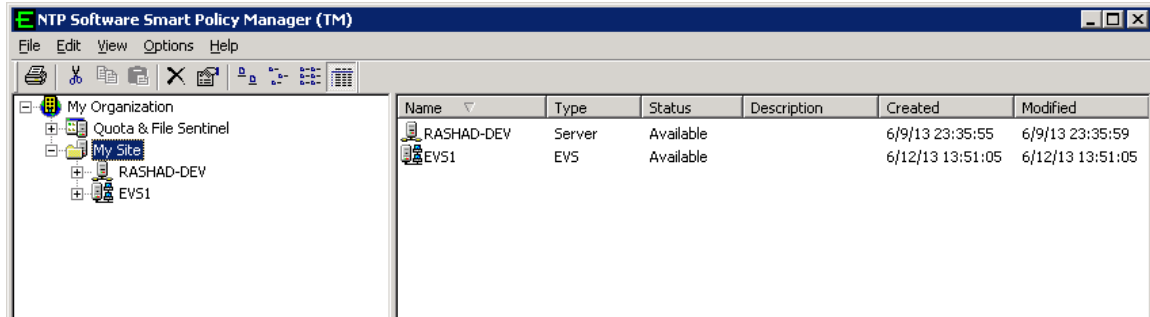 NTP Software Smart Policy Manager (TM)
File Edit View Options Help
My Organization
Quota & File Sentinel
My Site
RASHAD-DEV
EVS1
Name Type Status Description Created Modified
RASHAD-DEV Server Available 6/9/13 23:35:55 6/9/13 23:35:59
EVS1 EVS Available 6/12/13 13:51:05 6/12/13 13:51:05